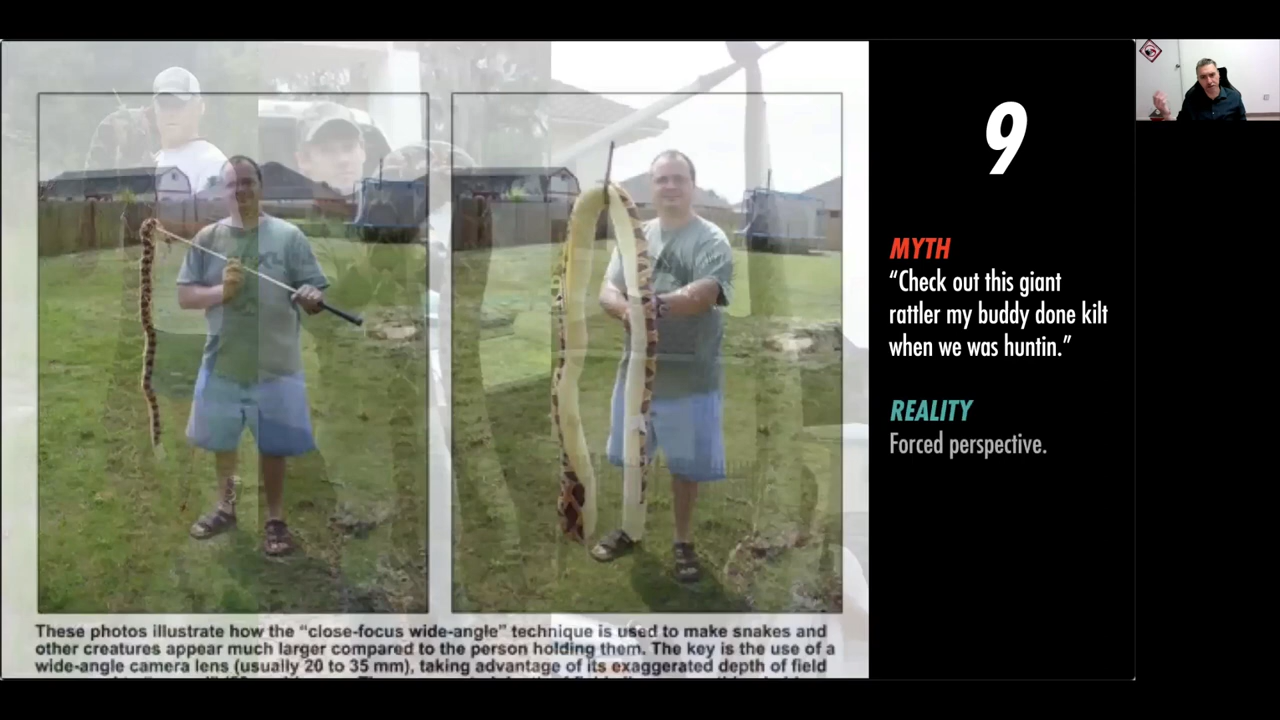 9
MYTH
“Check out this giant
rattler my buddy done kilt
when we was huntin.”
REALITY
Forced perspective.
These photos illustrate how the “close-focus wide-angle” technique is used to make snakes and
other creatures appear much larger compared to the person holding them. The key is the use of a
wide-angle camera lens (usually 20 to 35 mm), taking advantage of its exaggerated depth of field